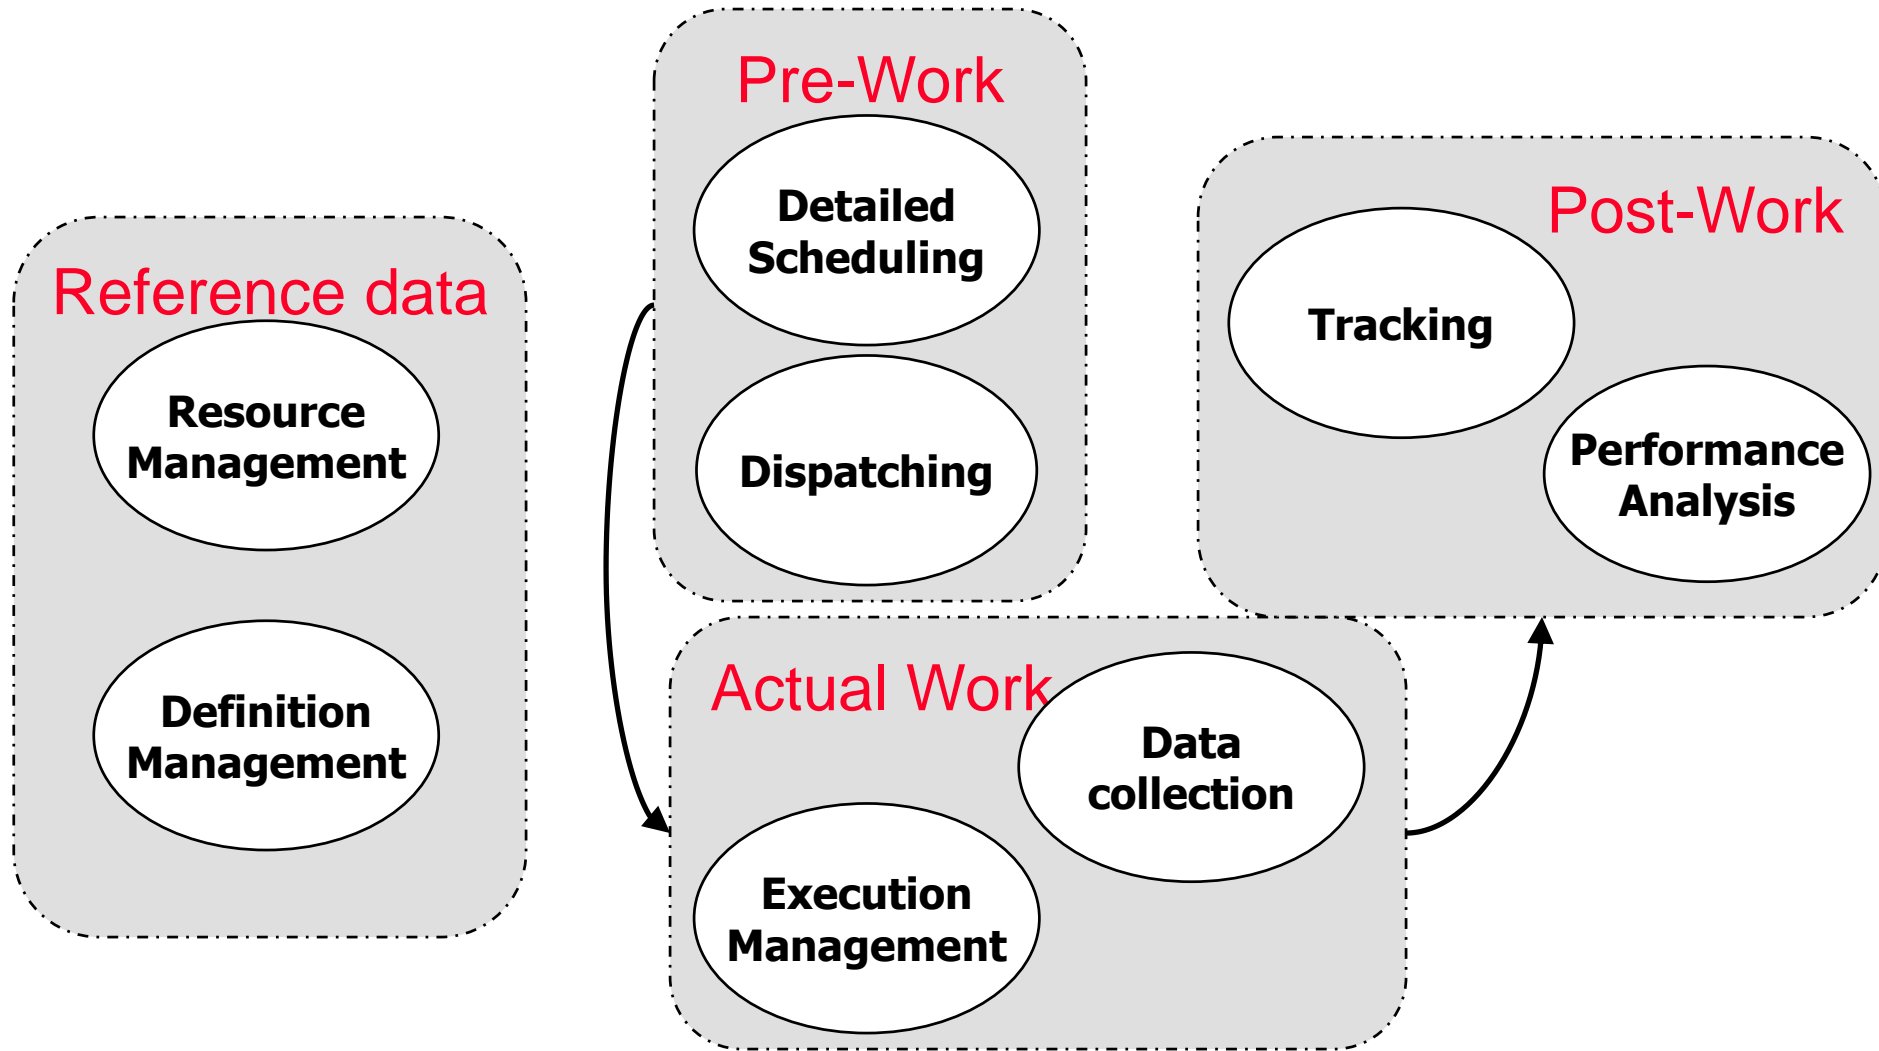 Reference data
Resource
Management
Definition
Management
Pre-Work
Detailed
Scheduling
Dispatching
Actual Work
Data
collection
Execution
Management
Post-Work
Tracking
Performance
Analysis